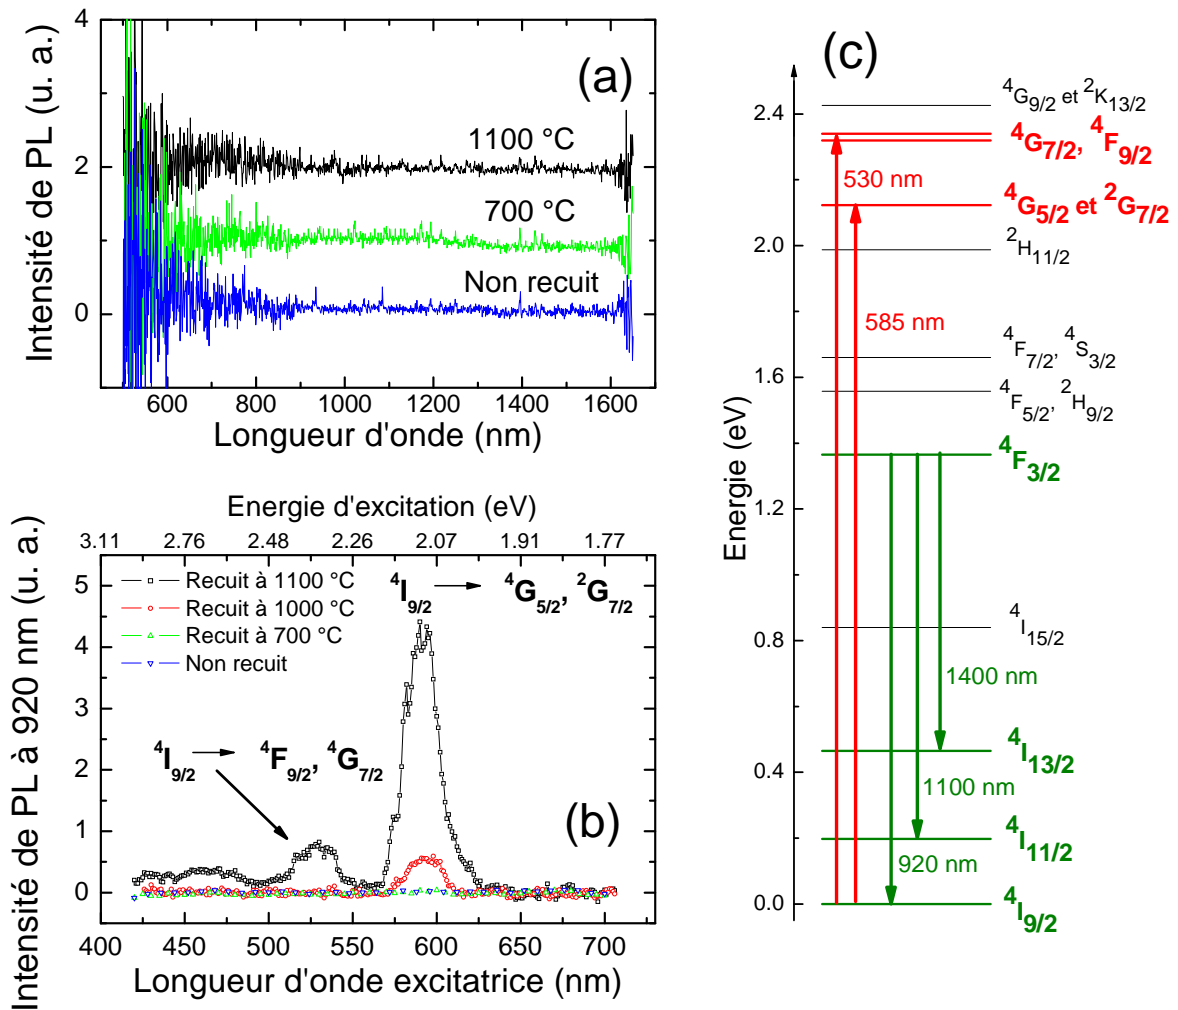 (a)
Intensité de PL (u. a.)
4
2
0
1100 °C
700 °C
Non recuit
600 800 1000 1200 1400 1600
Longueur d'onde (nm)
Energie d'excitation (eV)
3.11 2.76 2.48 2.26 2.07 1.91 1.77
Intensité de PL à 920 nm (u. a.)
5
4
3
2
1
0
Recuit à 1100 °C
Recuit à 1000 °C
Recuit à 700 °C
Non recuit
4I9/2 4G5/2, 2G7/2
4I9/2 4F9/2, 4G7/2
(b)
400 450 500 550 600 650 700
Longueur d'onde excitatrice (nm)
(c)
Energie (eV)
2.4
2.0
1.6
1.2
0.8
0.4
0.0
4G9/2 et 2K13/2
4G7/2, 4F9/2
530 nm
4G5/2 et 2G7/2
2H11/2
585 nm
4F7/2, 4S3/2
4F5/2, 2H9/2
4F3/2
4I15/2
1400 nm
4I13/2
1100 nm
4I11/2
920 nm
4I9/2